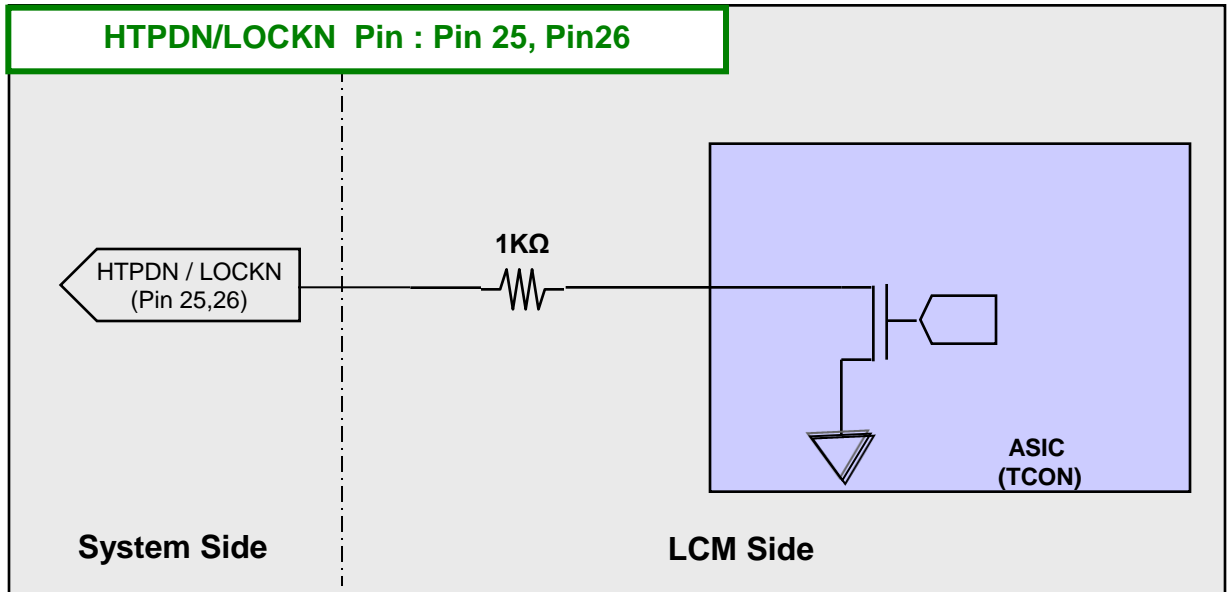 HTPDN/LOCKN Pin : Pin 25, Pin26
1KΩ
HTPDN / LOCKN
(Pin 25,26)
ASIC
(TCON)
System Side
LCM Side